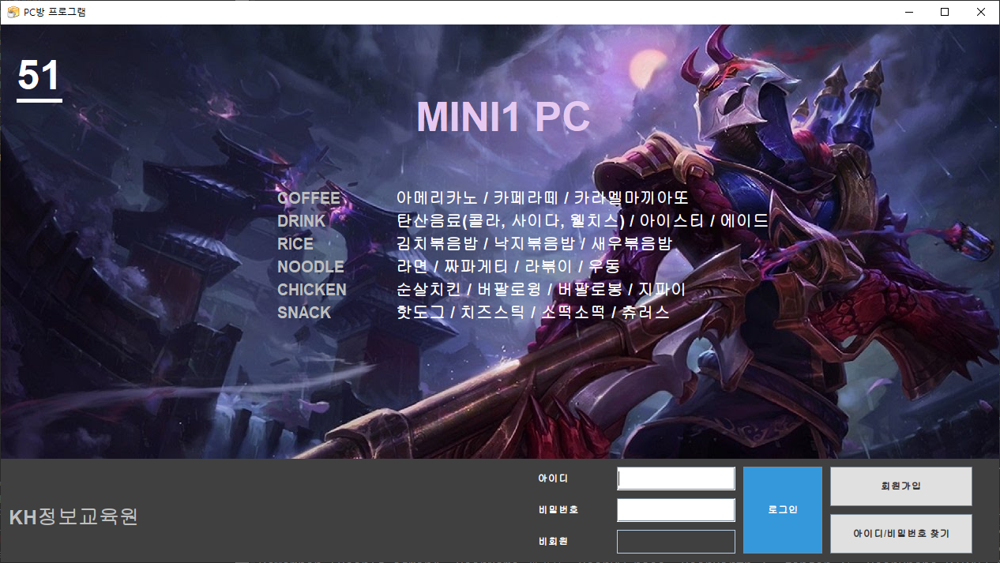 PC방 프로그램
51
MINI1 PC
COFFEE 아메리카노 / 카페라떼 / 카라멜마끼아또
DRINK 탄산음료(콜라, 사이다, 웰치스) / 아이스티 / 에이드
RICE 김치볶음밥 / 낙지볶음밥 / 새우볶음밥
NOODLE 라면 / 짜파게티 / 라볶이 / 우동
CHICKEN 순살치킨 / 버팔로윙 / 버팔로봉 / 지파이
SNACK 핫도그 / 치즈스틱 / 소떡소떡 / 츄러스
KH정보교육원
아이디
비밀번호
비회원
로그인
회원가입
아이디/비밀번호 찾기